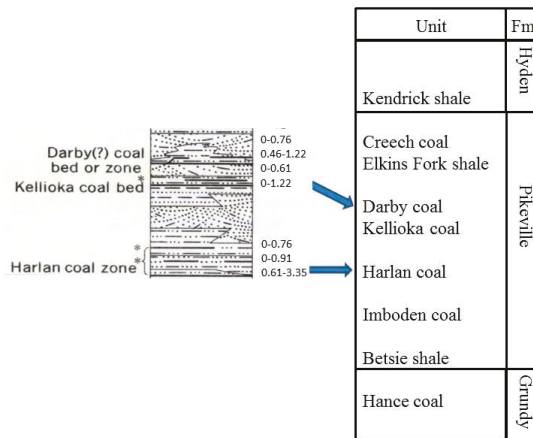 Unit Fm
Hyden
Kendrick shale
0-0.76
Darby(?) coal
bed or zone
0.46-1.22
0-0.61
*
Kellioka coal bed
0-1.22
Creech coal
Elkins Fork shale
Darby coal
Kellioka coal
Pikeville
*
0-0.76
*
0-0.91
Harlan coal zone
0.61-3.35
Harlan coal
Imboden coal
Betsie shale
Hance coal
Grundy